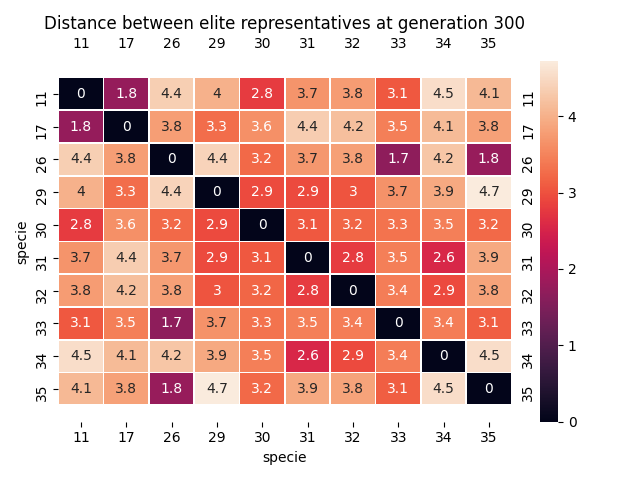 Distance between elite representatives at generation 300
11 17 26 29 30 31 32 33 34 35
11 0 1.8 4.4 4 2.8 3.7 3.8 3.1 4.5 4.1 11
17 1.8 0 3.8 3.3 3.6 4.4 4.2 3.5 4.1 3.8 17
26 4.4 3.8 0 4.4 3.2 3.7 3.8 1.7 4.2 1.8 26
29 4 3.3 4.4 0 2.9 2.9 3 3.7 3.9 4.7 29
30 2.8 3.6 3.2 2.9 0 3.1 3.2 3.3 3.5 3.2 30
31 3.7 4.4 3.7 2.9 3.1 0 2.8 3.5 2.6 3.9 31
32 3.8 4.2 3.8 3 3.2 2.8 0 3.4 2.9 3.8 32
33 3.1 3.5 1.7 3.7 3.3 3.5 3.4 0 3.4 3.1 33
34 4.5 4.1 4.2 3.9 3.5 2.6 2.9 3.4 0 4.5 34
35 4.1 3.8 1.8 4.7 3.2 3.9 3.8 3.1 4.5 0 35
11 17 26 29 30 31 32 33 34 35
specie
specie
4
3
2
1
0